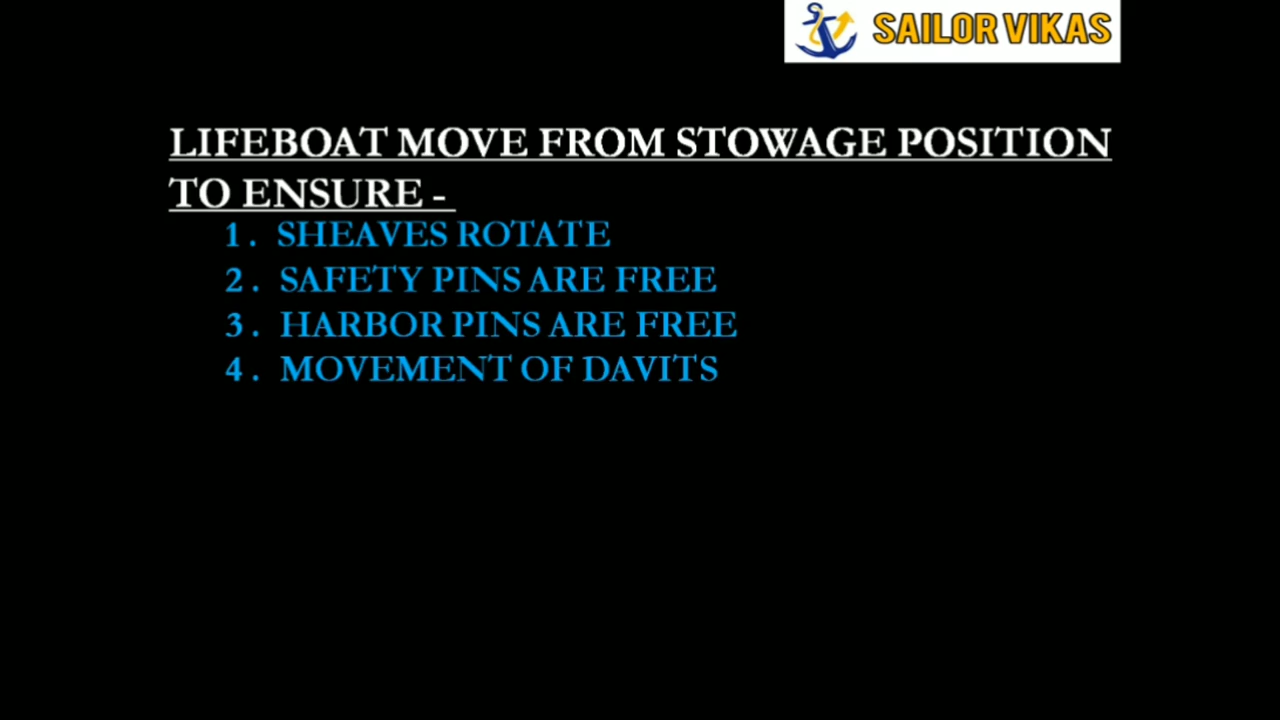 SAILOR VIKAS
LIFEBOAT MOVE FROM STOWAGE POSITION
TO ENSURE -
1. SHEAVES ROTATE
2. SAFETY PINS ARE FREE
3. HARBOR PINS ARE FREE
4. MOVEMENT OF DAVITS